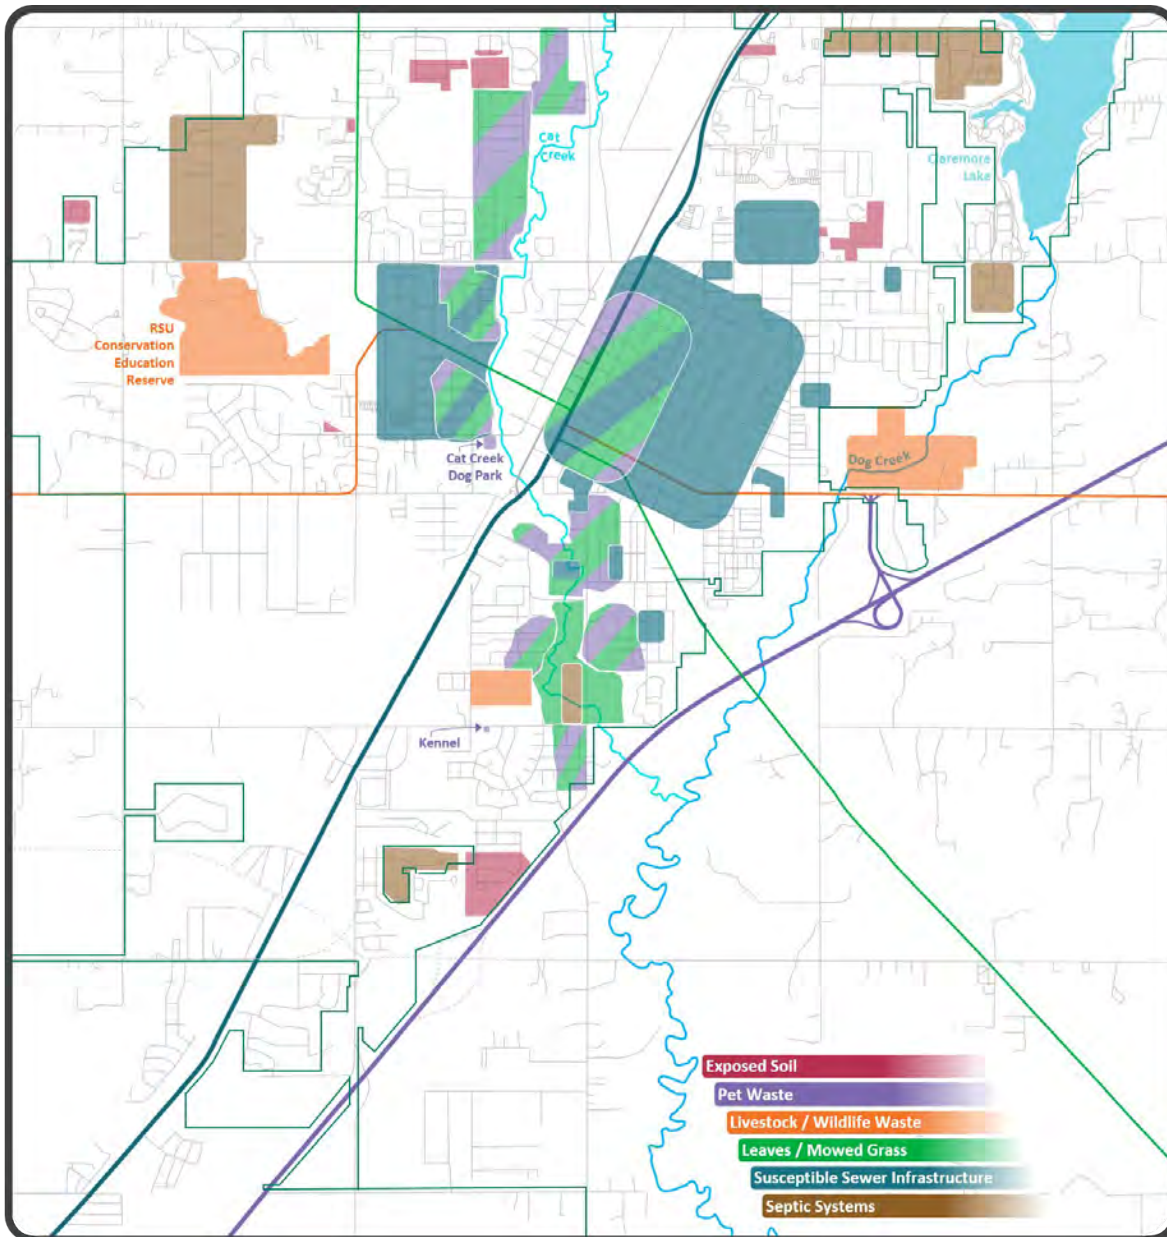 Cat
Creek
Claremore
Lake
RSU
Conservation
Education
Reserve
Cat Creek
Dog Park
Dog Creek
Kennel
Exposed Soil
Pet Waste
Livestock / Wildlife Waste
Leaves / Mowed Grass
Susceptible Sewer Infrastructure
Septic Systems